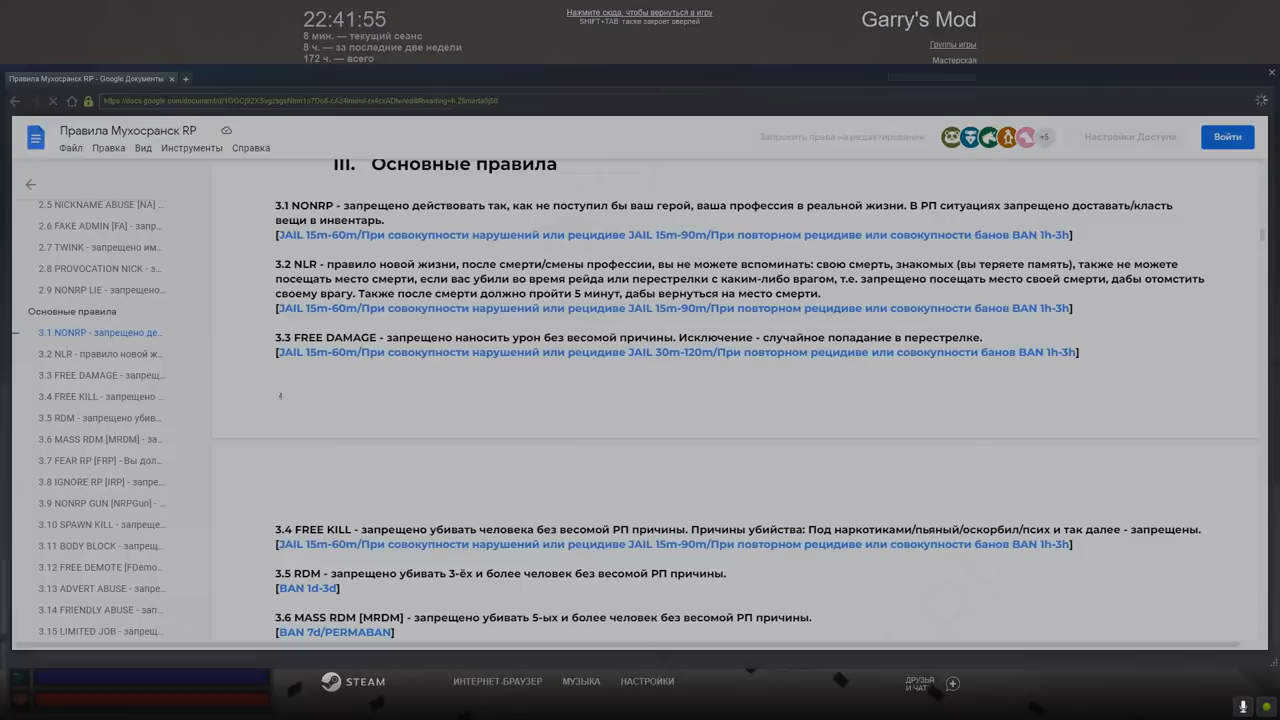 22:41:55
8 мин. — текущий сеанс
8 ч. — за последние две недели
172 ч. — всего
Нажмите сюда, чтобы вернуться в игру
SHIFT+TAB также закроет оверлей
Garry's Mod
Группы игры
Мастерская
Правила Мухосранск RP - Google Документы
Правила Мухосранск RP
Файл Правка Вид Инструменты Справка
Запросить права на редактирование
+5
Настройки Доступа
Войти
2.5 NICKNAME ABUSE [NA] ...
2.6 FAKE ADMIN [FA] - запр...
2.7 TWINK - запрещено им...
2.8 PROVOCATION NICK - з...
2.9 NONRP LIE - запрещено...
Основные правила
3.1 NONRP - запрещено де...
3.2 NLR - правило новой ж...
3.3 FREE DAMAGE - запрещ...
3.4 FREE KILL - запрещено ...
3.5 RDM - запрещено убив...
3.6 MASS RDM [MRDM] - за...
3.7 FEAR RP [FRP] - Вы дол...
3.8 IGNORE RP [IRP] - запре...
3.9 NONRP GUN [NRPGun] - ...
3.10 SPAWN KILL - запреще...
3.11 BODY BLOCK - запрещ...
3.12 FREE DEMOTE [FDemo...
3.13 ADVERT ABUSE - запре...
3.14 FRIENDLY ABUSE - зап...
3.15 LIMITED JOB - запрещ...
III. Основные правила
3.1 NONRP - запрещено действовать так, как не поступил бы ваш герой, ваша профессия в реальной жизни. В РП ситуациях запрещено доставать/класть
вещи в инвентарь.
[JAIL 15m-60m/При совокупности нарушений или рецидиве JAIL 15m-90m/При повторном рецидиве или совокупности банов BAN 1h-3h]
3.2 NLR - правило новой жизни, после смерти/смены профессии, вы не можете вспоминать: свою смерть, знакомых (вы теряете память), также не можете
посещать место смерти, если вас убили во время рейда или перестрелки с каким-либо врагом, т.е. запрещено посещать место своей смерти, дабы отомстить
своему врагу. Также после смерти должно пройти 5 минут, дабы вернуться на место смерти.
[JAIL 15m-60m/При совокупности нарушений или рецидиве JAIL 15m-90m/При повторном рецидиве или совокупности банов BAN 1h-3h]
3.3 FREE DAMAGE - запрещено наносить урон без весомой причины. Исключение - случайное попадание в перестрелке.
[JAIL 15m-60m/При совокупности нарушений или рецидиве JAIL 30m-120m/При повторном рецидиве или совокупности банов BAN 1h-3h]
4
3.4 FREE KILL - запрещено убивать человека без весомой РП причины. Причины убийства: Под наркотиками/пьяный/оскорбил/псих и так далее - запрещены.
[JAIL 15m-60m/При совокупности нарушений или рецидиве JAIL 15m-90m/При повторном рецидиве или совокупности банов BAN 1h-3h]
3.5 RDM - запрещено убивать 3-ёх и более человек без весомой РП причины.
[BAN 1d-3d]
3.6 MASS RDM [MRDM] - запрещено убивать 5-ых и более человек без весомой РП причины.
[BAN 7d/PERMABAN]
STEAM
ИНТЕРНЕТ-БРАУЗЕР МУЗЫКА НАСТРОЙКИ
ДРУЗЬЯ
И ЧАТ